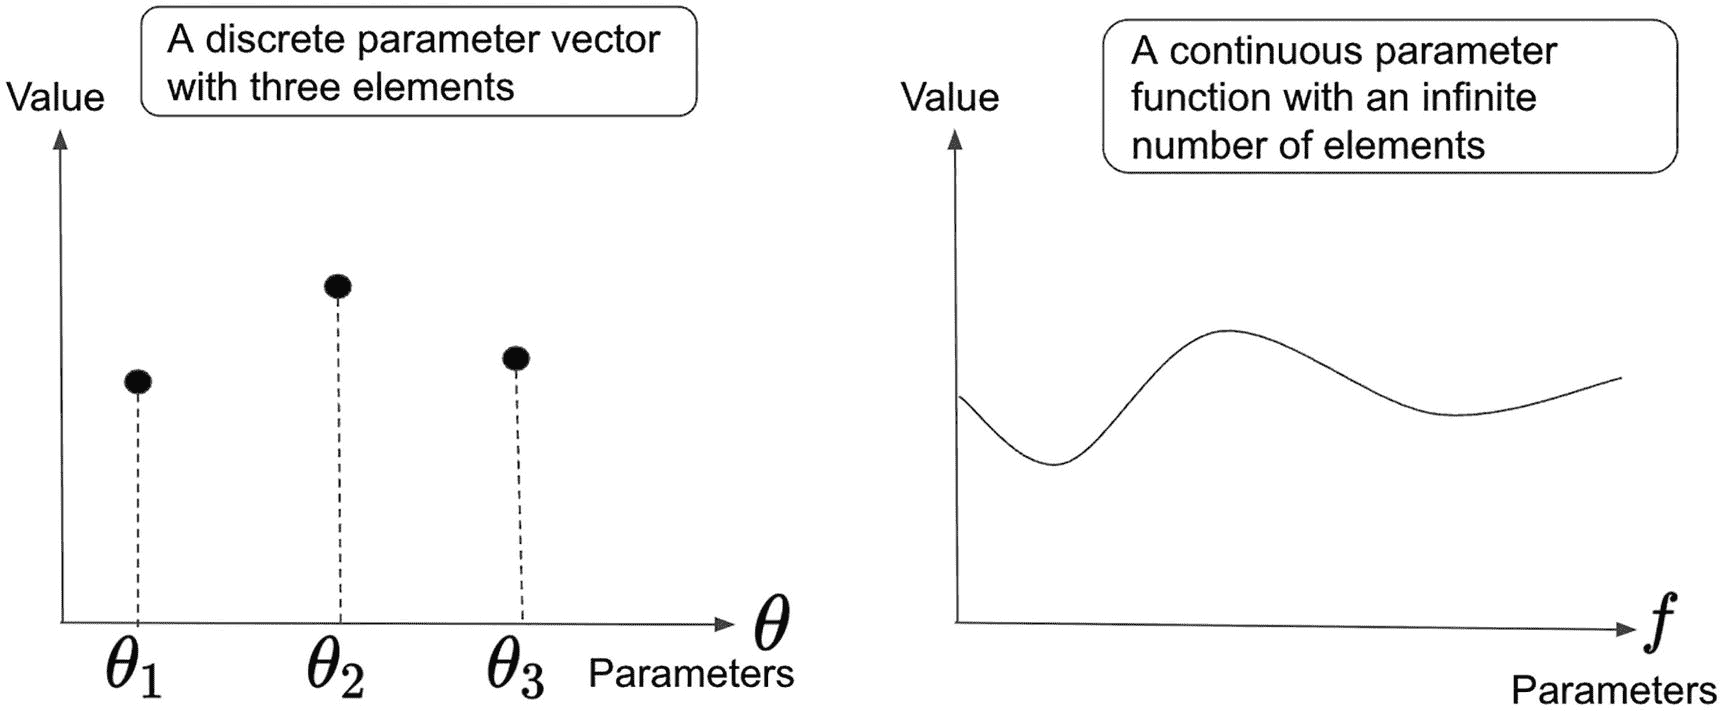 A discrete parameter vector
with three elements
Value
θ
θ1 θ2 θ3 Parameters
A continuous parameter
function with an infinite
number of elements
Value
f
Parameters